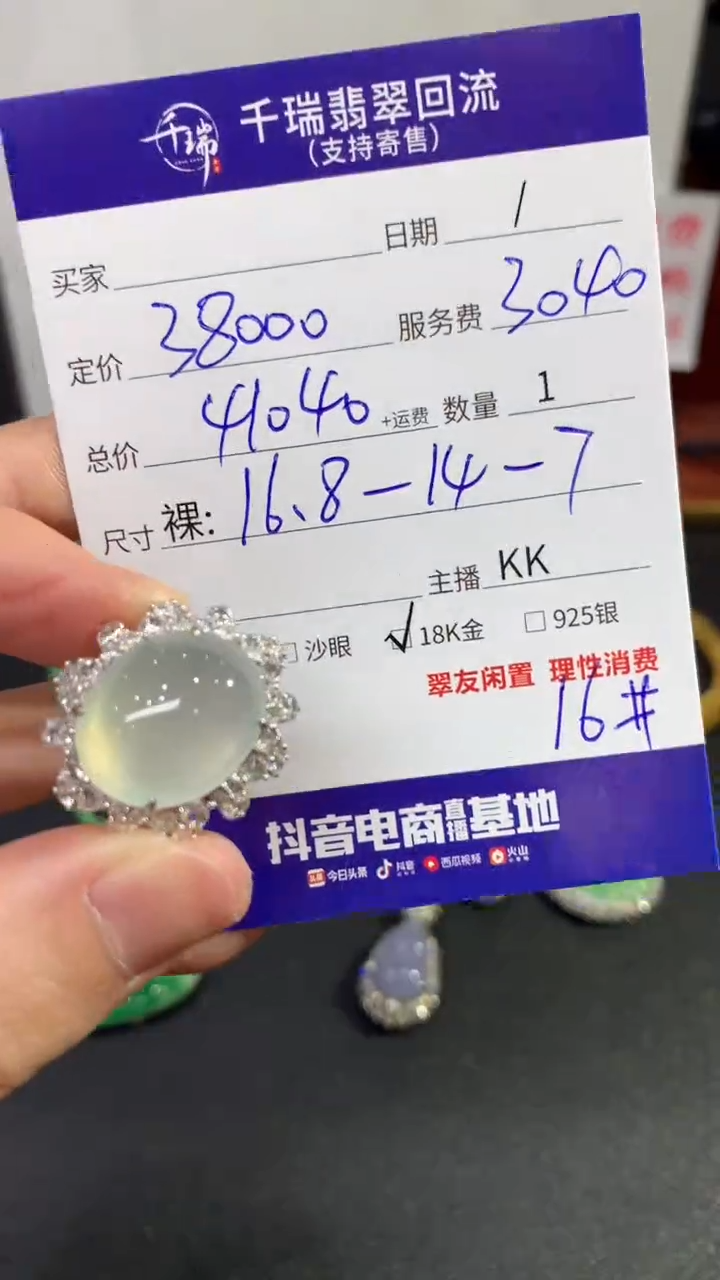 千瑞 千瑞翡翠回流
(支持寄售)
买家 日期 /
定价 38000 服务费 3040
总价 41040 +运费 数量 1
尺寸 裸: 16.8-14-7
主播 KK
沙眼 ✓ 18K金 □ 925银
翠友闲置 理性消费
16#
抖音电商直播基地
头条 今日头条 抖音 西瓜视频 火山